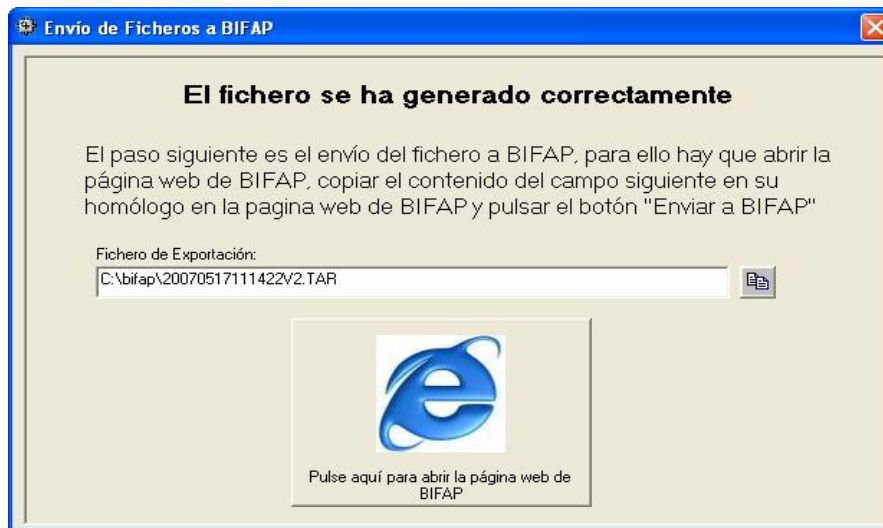 Envío de Ficheros a BIFAP
El fichero se ha generado correctamente
El paso siguiente es el envío del fichero a BIFAP, para ello hay que abrir la
página web de BIFAP, copiar el contenido del campo siguiente en su
homólogo en la pagina web de BIFAP y pulsar el botón "Enviar a BIFAP"
Fichero de Exportación:
C:\bifap\20070517111422V2.TAR
Pulse aquí para abrir la página web de
BIFAP